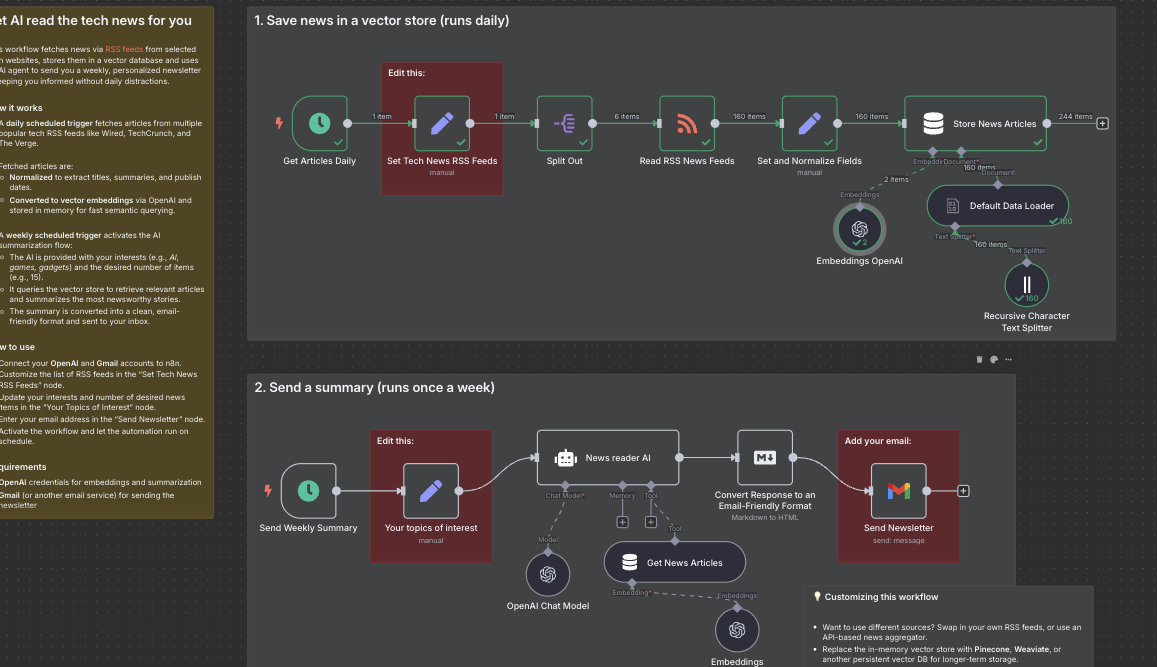 et AI read the tech news for you
s workflow fetches news via RSS feeds from selected
n websites, stores them in a vector database and uses
AI agent to send you a weekly, personalized newsletter
eeping you informed without daily distractions.
w it works
A daily scheduled trigger fetches articles from multiple
popular tech RSS feeds like Wired, TechCrunch, and
The Verge.
Fetched articles are:
Normalized to extract titles, summaries, and publish
dates.
Converted to vector embeddings via OpenAI and
stored in memory for fast semantic querying.
A weekly scheduled trigger activates the AI
summarization flow:
The AI is provided with your interests (e.g., AI,
games, gadgets) and the desired number of items
(e.g., 15).
It queries the vector store to retrieve relevant articles
and summarizes the most newsworthy stories.
The summary is converted into a clean, email-
friendly format and sent to your inbox.
w to use
Connect your OpenAI and Gmail accounts to n8n.
Customize the list of RSS feeds in the "Set Tech News
RSS Feeds" node.
Update your interests and number of desired news
items in the "Your Topics of Interest" node.
Enter your email address in the "Send Newsletter" node.
Activate the workflow and let the automation run on
schedule.
quirements
OpenAI credentials for embeddings and summarization
Gmail (or another email service) for sending the
newsletter
1. Save news in a vector store (runs daily)
Edit this:
1 item
1 item
6 items
160 items
160 items
Store News Articles
244 items
Get Articles Daily
Set Tech News RSS Feeds
manual
Split Out
Read RSS News Feeds
Set and Normalize Fields
manual
Embedding
Document*
160 items
Document
2 items
Embeddings
Default Data Loader
160
2
Embeddings OpenAI
Text Splitter*
160 items
Text Splitter
160
Recursive Character
Text Splitter
2. Send a summary (runs once a week)
Edit this:
Add your email:
News reader AI
Chat Model*
Memory
Tool
Send Weekly Summary
Your topics of interest
manual
Convert Response to an
Email-Friendly Format
Markdown to HTML
Send Newsletter
send: message
Model
Tool
OpenAI Chat Model
Get News Articles
Embedding*
Embeddings
Embeddings
💡 Customizing this workflow
Want to use different sources? Swap in your own RSS feeds, or use an
API-based news aggregator.
Replace the in-memory vector store with Pinecone, Weaviate, or
another persistent vector DB for longer-term storage.